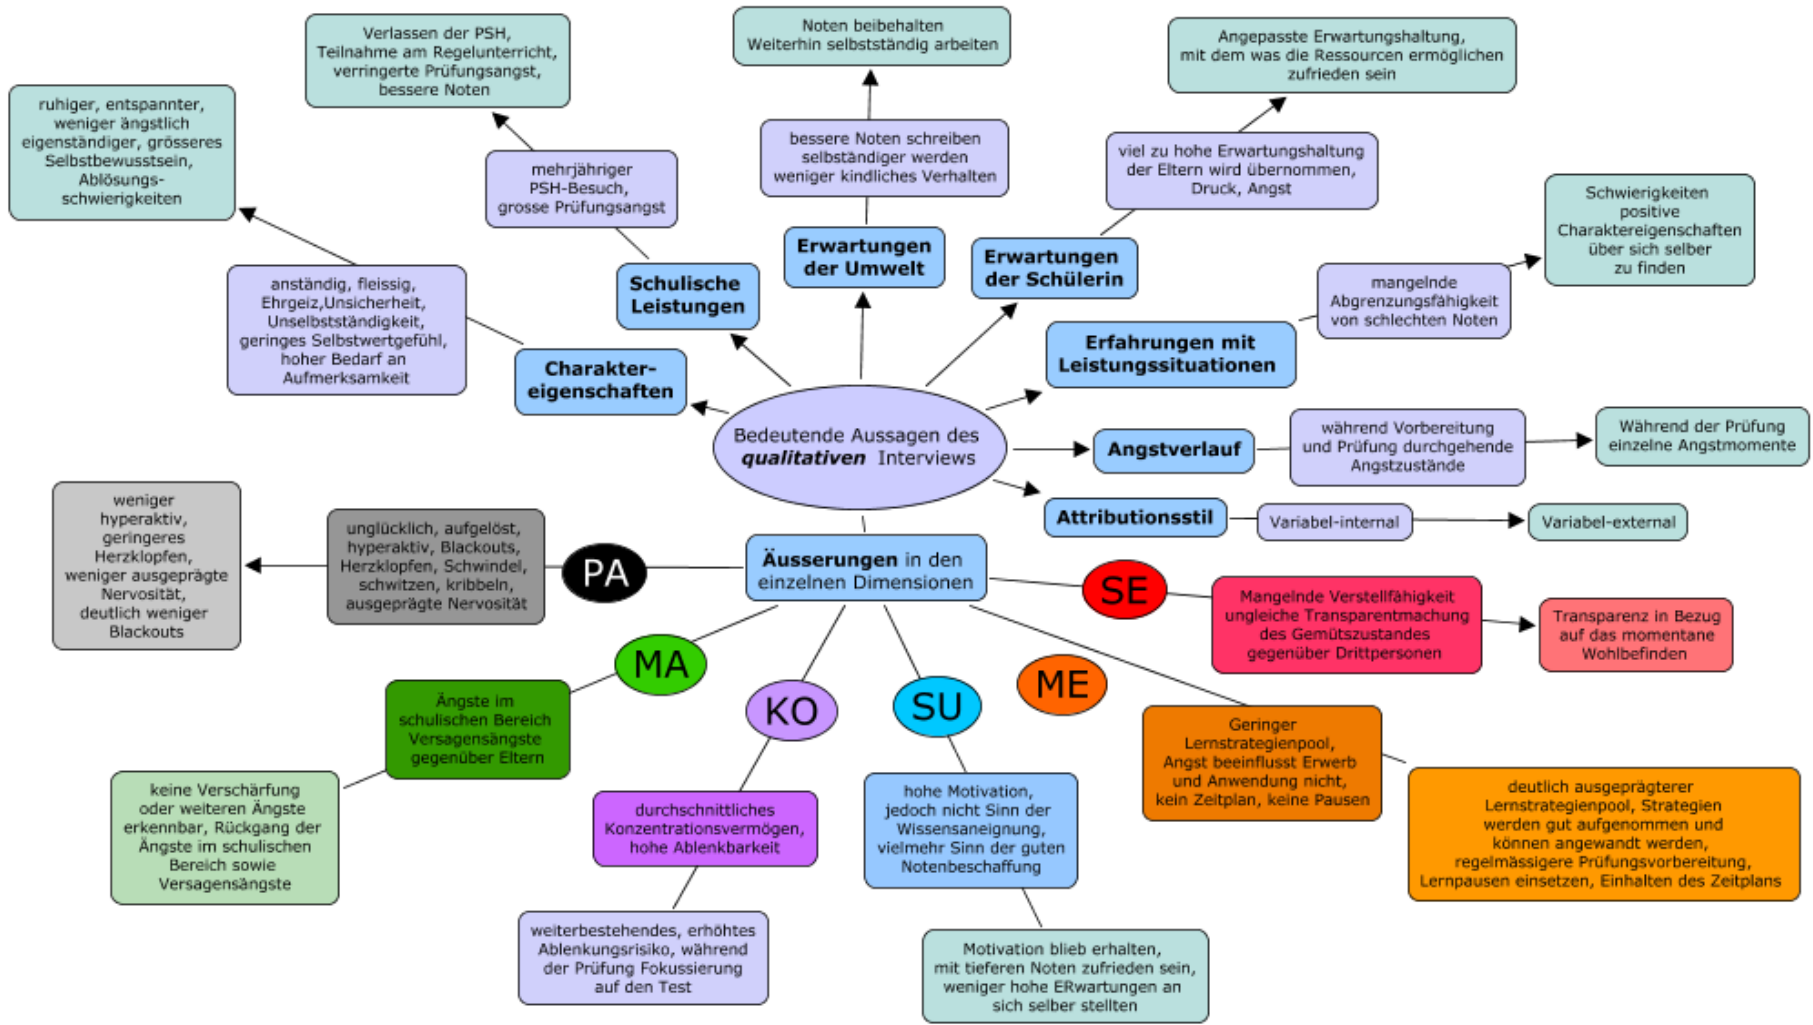 Verlassen der PSH,
Teilnahme am Regelunterricht,
verringerte Prüfungsangst,
bessere Noten
Noten beibehalten
Weiterhin selbstständig arbeiten
Angepasste Erwartungshaltung,
mit dem was die Ressourcen ermöglichen
zufrieden sein
ruhiger, entspannter,
weniger ängstlich
eigenständiger, grösseres
Selbstbewusstsein,
Ablösungs-
schwierigkeiten
mehrjähriger
PSH-Besuch,
grosse Prüfungsangst
bessere Noten schreiben
selbständiger werden
weniger kindliches Verhalten
viel zu hohe Erwartungshaltung
der Eltern wird übernommen,
Druck, Angst
Schwierigkeiten
positive
Charaktereigenschaften
über sich selber
zu finden
anständig, fleissig,
Ehrgeiz,Unsicherheit,
Unselbstständigkeit,
geringes Selbstwertgefühl,
hoher Bedarf an
Aufmerksamkeit
Schulische
Leistungen
Erwartungen
der Umwelt
Erwartungen
der Schülerin
mangelnde
Abgrenzungsfähigkeit
von schlechten Noten
Charakter-
eigenschaften
Erfahrungen mit
Leistungssituationen
Bedeutende Aussagen des
qualitativen Interviews
Angstverlauf
während Vorbereitung
und Prüfung durchgehende
Angstzustände
Während der Prüfung
einzelne Angstmomente
Attributionsstil
Variabel-internal
Variabel-external
weniger
hyperaktiv,
geringeres
Herzklopfen,
weniger ausgeprägte
Nervosität,
deutlich weniger
Blackouts
unglücklich, aufgelöst,
hyperaktiv, Blackouts,
Herzklopfen, Schwindel,
schwitzen, kribbeln,
ausgeprägte Nervosität
PA
Äusserungen in den
einzelnen Dimensionen
SE
Mangelnde Verstellfähigkeit
ungleiche Transparentmachung
des Gemütszustandes
gegenüber Drittpersonen
Transparenz in Bezug
auf das momentane
Wohlbefinden
MA
KO
SU
ME
Ängste im
schulischen Bereich
Versagensängste
gegenüber Eltern
Geringer
Lernstrategienpool,
Angst beeinflusst Erwerb
und Anwendung nicht,
kein Zeitplan, keine Pausen
keine Verschärfung
oder weiteren Ängste
erkennbar, Rückgang der
Ängste im schulischen
Bereich sowie
Versagensängste
durchschnittliches
Konzentrationsvermögen,
hohe Ablenkbarkeit
hohe Motivation,
jedoch nicht Sinn der
Wissensaneignung,
vielmehr Sinn der guten
Notenbeschaffung
deutlich ausgeprägterer
Lernstrategienpool, Strategien
werden gut aufgenommen und
können angewandt werden,
regelmässigere Prüfungsvorbereitung,
Lernpausen einsetzen, Einhalten des Zeitplans
weiterbestehendes, erhöhtes
Ablenkungsrisiko, während
der Prüfung Fokussierung
auf den Test
Motivation blieb erhalten,
mit tieferen Noten zufrieden sein,
weniger hohe ERwartungen an
sich selber stellten